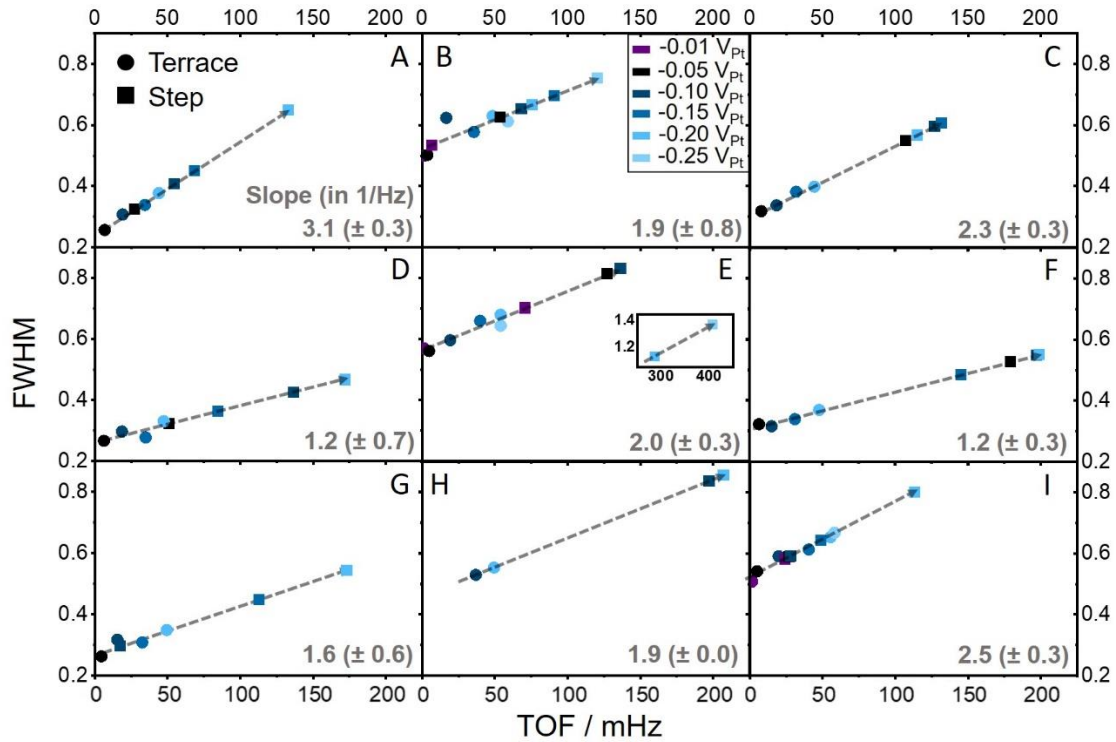 0 50 100 150 200 0 50 100 150 200 0 50 100 150 200
0.8 0.6 0.4 0.2
Terrace
Step
A
Slope (in 1/Hz)
3.1 (± 0.3)
B
-0.01 VPt
-0.05 VPt
-0.10 VPt
-0.15 VPt
-0.20 VPt
-0.25 VPt
1.9 (± 0.8)
C
2.3 (± 0.3)
0.8 0.6 0.4 0.2
FWHM
0.8 0.6 0.4 0.2
D
1.2 (± 0.7)
E
1.4
1.2
300 400
2.0 (± 0.3)
F
1.2 (± 0.3)
0.8 0.6 0.4 0.2
0.8 0.6 0.4 0.2
G
1.6 (± 0.6)
H
1.9 (± 0.0)
I
2.5 (± 0.3)
0.8 0.6 0.4 0.2
0 50 100 150 200 0 50 100 150 200 0 50 100 150 200
TOF / mHz